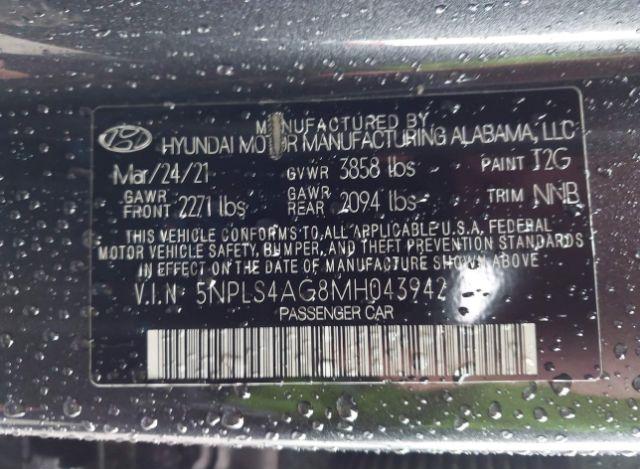 MANUFACTURED BY
HYUNDAI MOTOR MANUFACTURING ALABAMA, LLC
Mar/24/21 GVWR 3858 lbs PAINT T2G
GAWR FRONT 2271 lbs GAWR REAR 2094 lbs TRIM NNB
THIS VEHICLE CONFORMS TO ALL APPLICABLE U.S.A. FEDERAL
MOTOR VEHICLE SAFETY, BUMPER, AND THEFT PREVENTION STANDARDS
IN EFFECT ON THE DATE OF MANUFACTURE SHOWN ABOVE.
V.I.N: 5NPLS4AG8MH043942
PASSENGER CAR